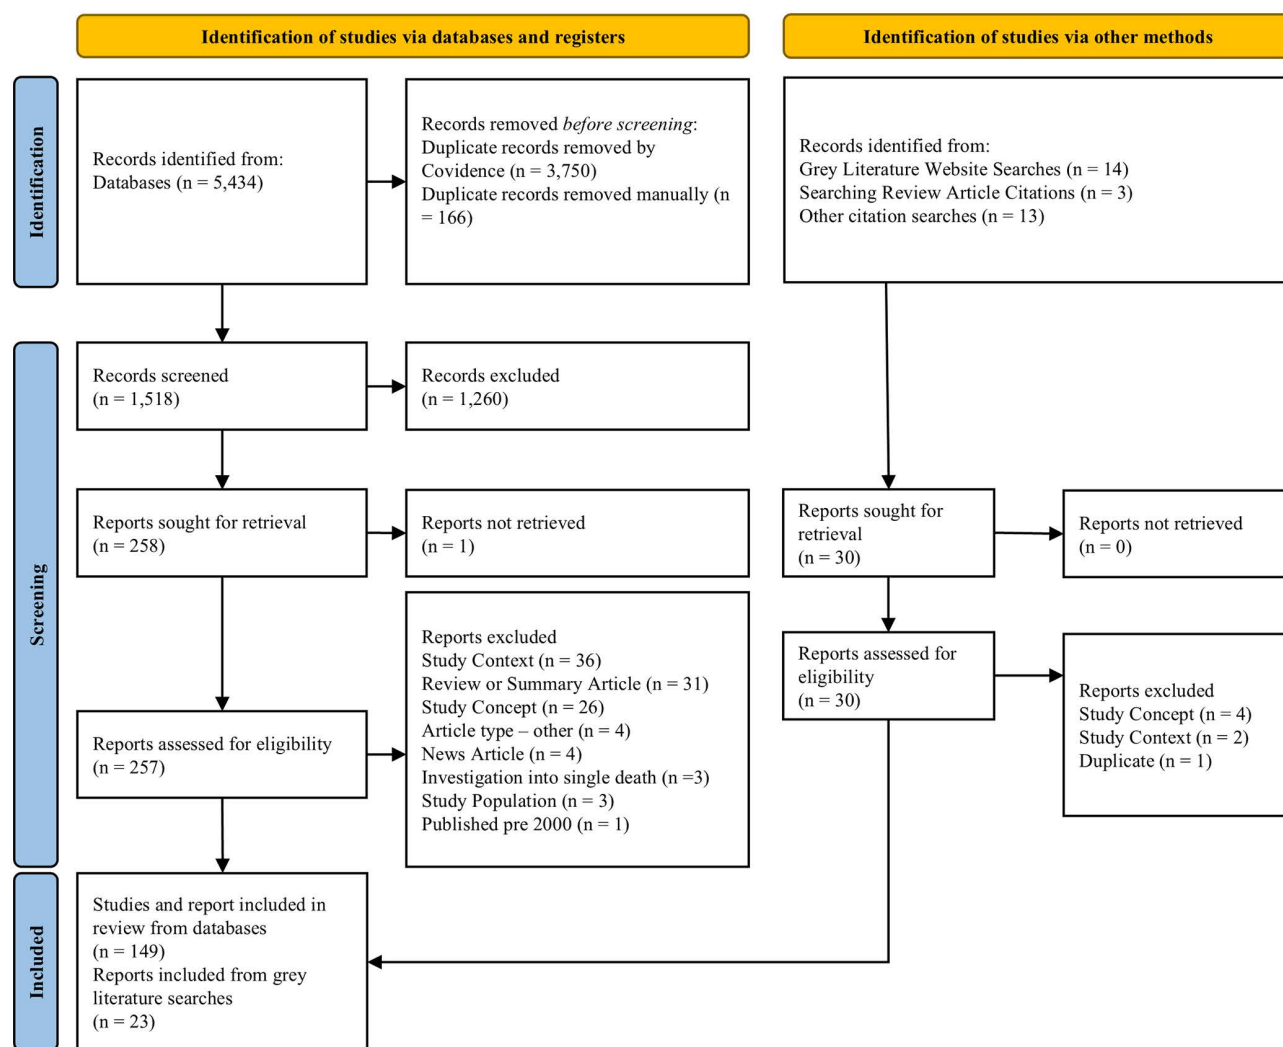 Identification of studies via databases and registers
Identification of studies via other methods
Identification
Records identified from:
Databases (n = 5,434)
Records removed before screening:
Duplicate records removed by
Covidence (n = 3,750)
Duplicate records removed manually (n
= 166)
Records identified from:
Grey Literature Website Searches (n = 14)
Searching Review Article Citations (n = 3)
Other citation searches (n = 13)
Screening
Records screened
(n = 1,518)
Records excluded
(n = 1,260)
Reports sought for retrieval
(n = 258)
Reports not retrieved
(n = 1)
Reports sought for
retrieval
(n = 30)
Reports not retrieved
(n = 0)
Reports assessed for eligibility
(n = 257)
Reports excluded
Study Context (n = 36)
Review or Summary Article (n = 31)
Study Concept (n = 26)
Article type – other (n = 4)
News Article (n = 4)
Investigation into single death (n =3)
Study Population (n = 3)
Published pre 2000 (n = 1)
Reports assessed for
eligibility
(n = 30)
Reports excluded
Study Concept (n = 4)
Study Context (n = 2)
Duplicate (n = 1)
Included
Studies and report included in
review from databases
(n = 149)
Reports included from grey
literature searches
(n = 23)